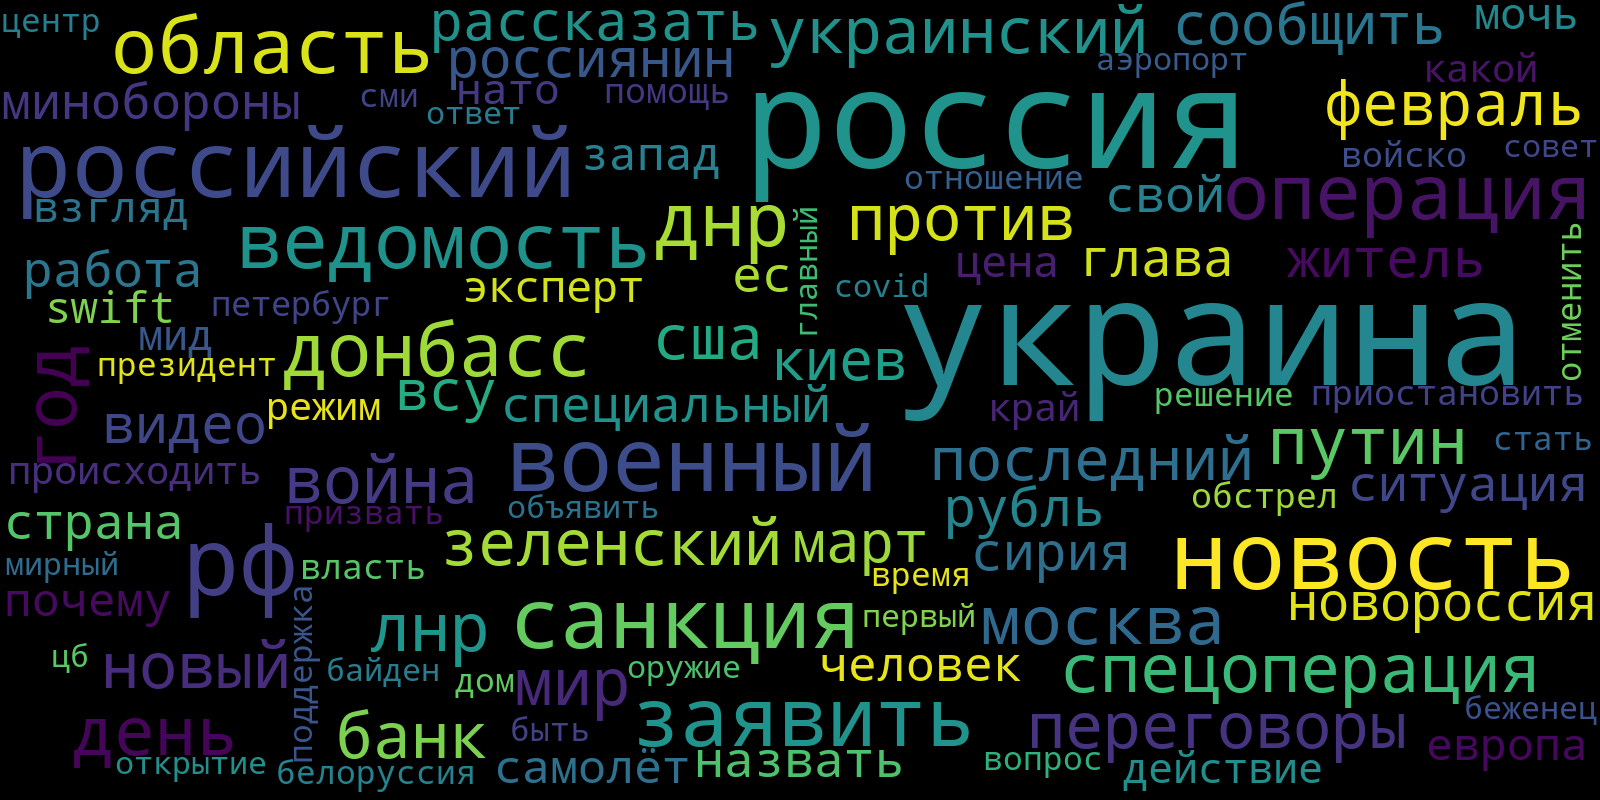 центр
область
рассказать
украинский
сообщить
мочь
россиянин
аэропорт
какой
минобороны
сми
нато
помощь
ответ
россия
февраль
российский
запад
войско
совет
отношение
взгляд
свой
операция
ведомость
днр
главный
против
глава
житель
отменить
работа
эксперт
ес
covid
цена
swift
петербург
украина
мид
президент
донбасс
сша
киев
год
режим
всу
специальный
край
решение
приостановить
видео
военный
последний
путин
стать
происходить
война
призвать
объявить
рубль
обстрел
ситуация
страна
рф
зеленский
март
сирия
новость
мирный
власть
время
почему
поддержка
лнр
санкция
первый
москва
новороссия
цб
новый
байден
дом
мир
оружие
человек
спецоперация
день
банк
быть
заявить
переговоры
беженец
открытие
белоруссия
самолёт
назвать
вопрос
действие
европа